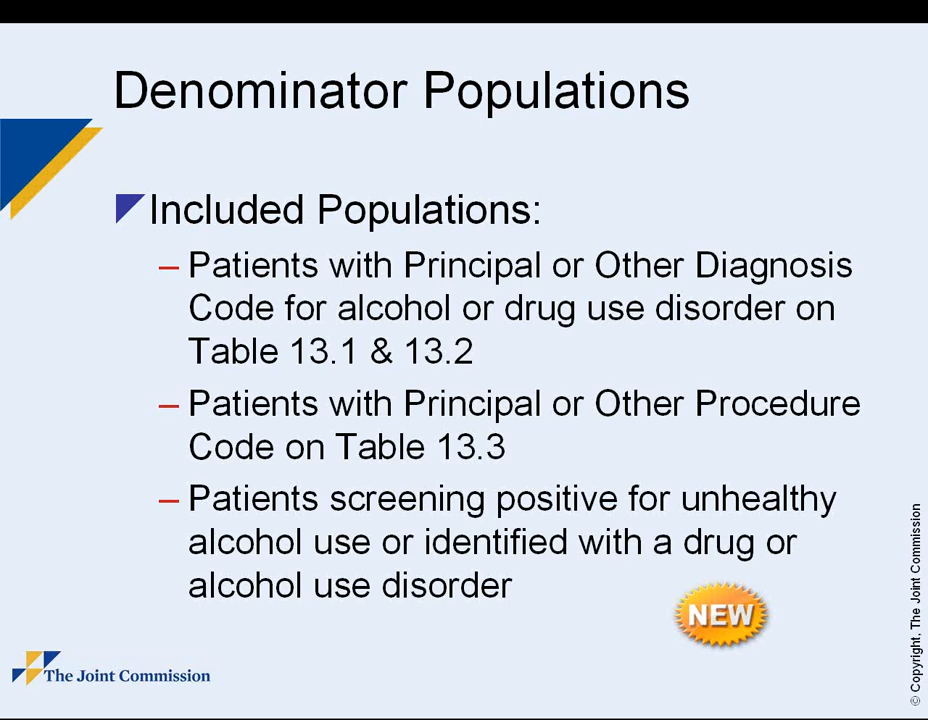 Denominator Populations
Included Populations:
– Patients with Principal or Other Diagnosis
Code for alcohol or drug use disorder on
Table 13.1 & 13.2
– Patients with Principal or Other Procedure
Code on Table 13.3
– Patients screening positive for unhealthy
alcohol use or identified with a drug or
alcohol use disorder
NEW
The Joint Commission
© Copyright, The Joint Commission